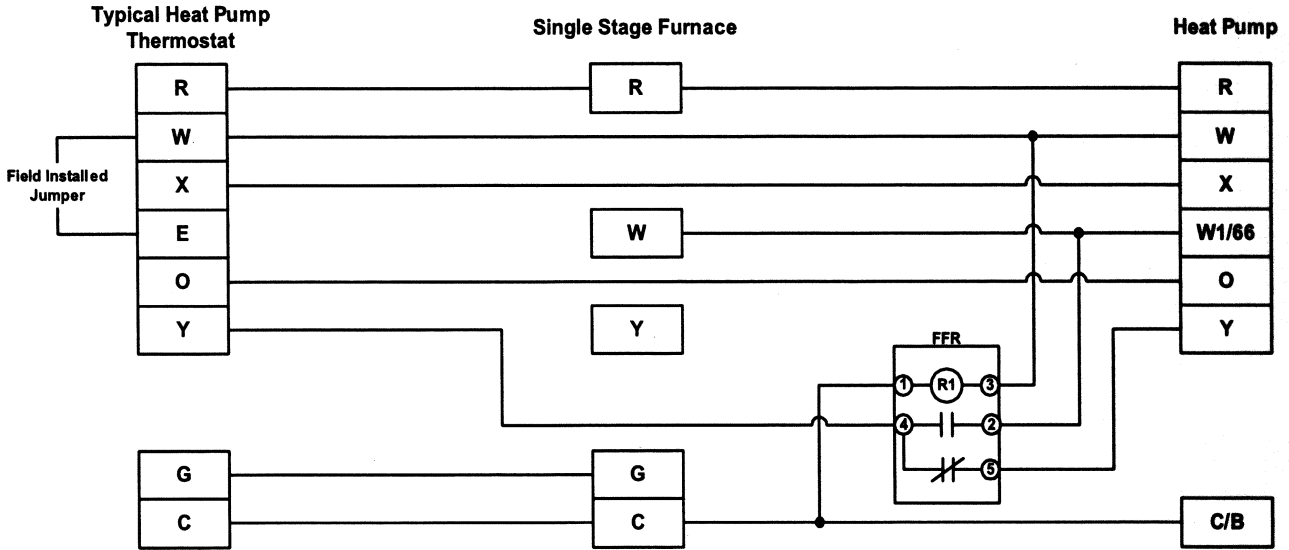 Typical Heat Pump
Thermostat
Single Stage Furnace
Heat Pump
R
R
R
W
W
Field Installed
Jumper
X
X
E
W
W1/66
O
O
Y
Y
Y
FFR
1
R1
3
4
2
5
G
G
C
C
C/B